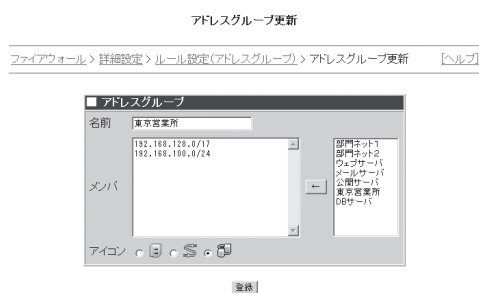 アドレスグループ更新
ファイアウォール > 詳細設定 > ルール設定(アドレスグループ) > アドレスグループ更新 [ヘルプ]
■ アドレスグループ
名前 東京営業所
メンバ
192.168.128.0/17
192.168.100.0/24
←
部門ネット1
部門ネット2
ウェブサーバ
メールサーバ
公開サーバ
東京営業所
DBサーバ
アイコン
登録